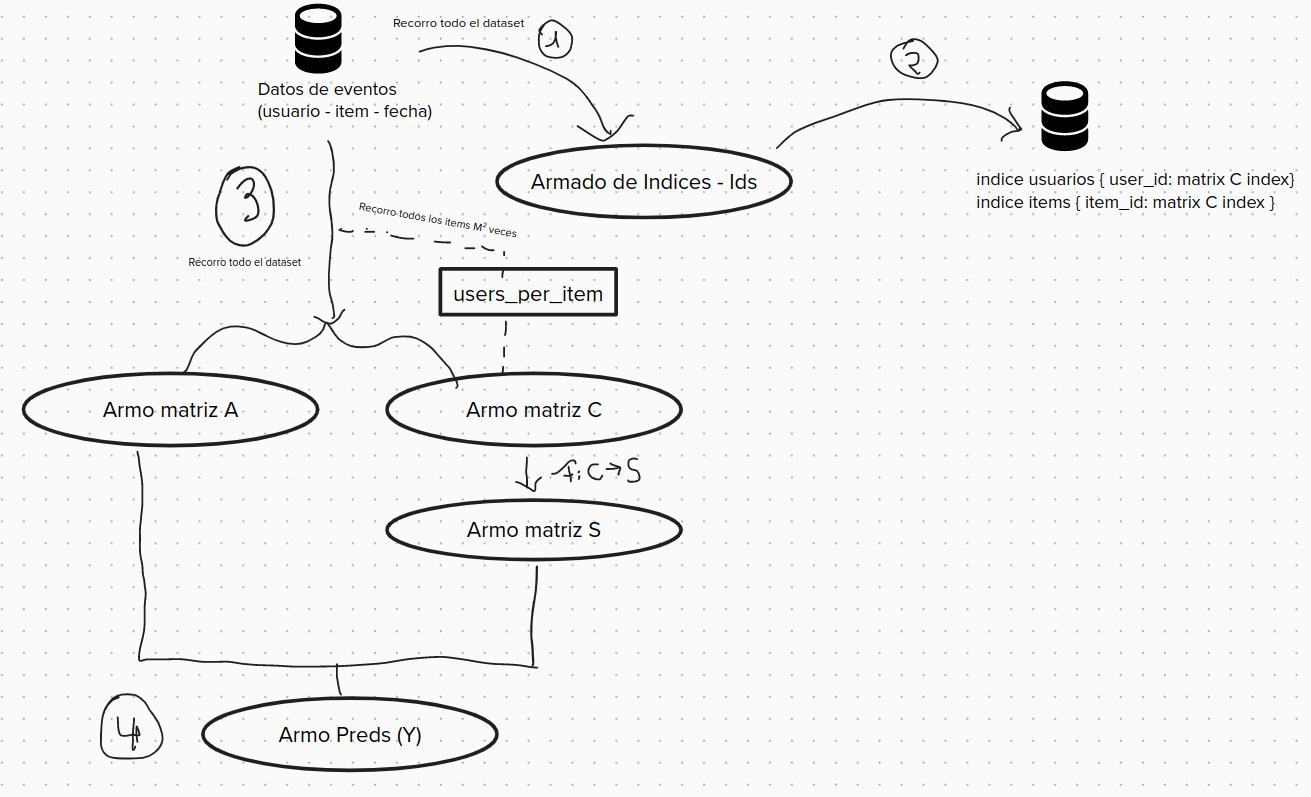 Recorro todo el dataset
1
2
Datos de eventos
(usuario - item - fecha)
Armado de Indices - Ids
indice usuarios { user_id: matrix C index}
indice items { item_id: matrix C index }
3
Recorro todo el dataset
Recorro todos los items M² veces
users_per_item
Armo matriz A
Armo matriz C
f: C→S
Armo matriz S
4
Armo Preds (Y)